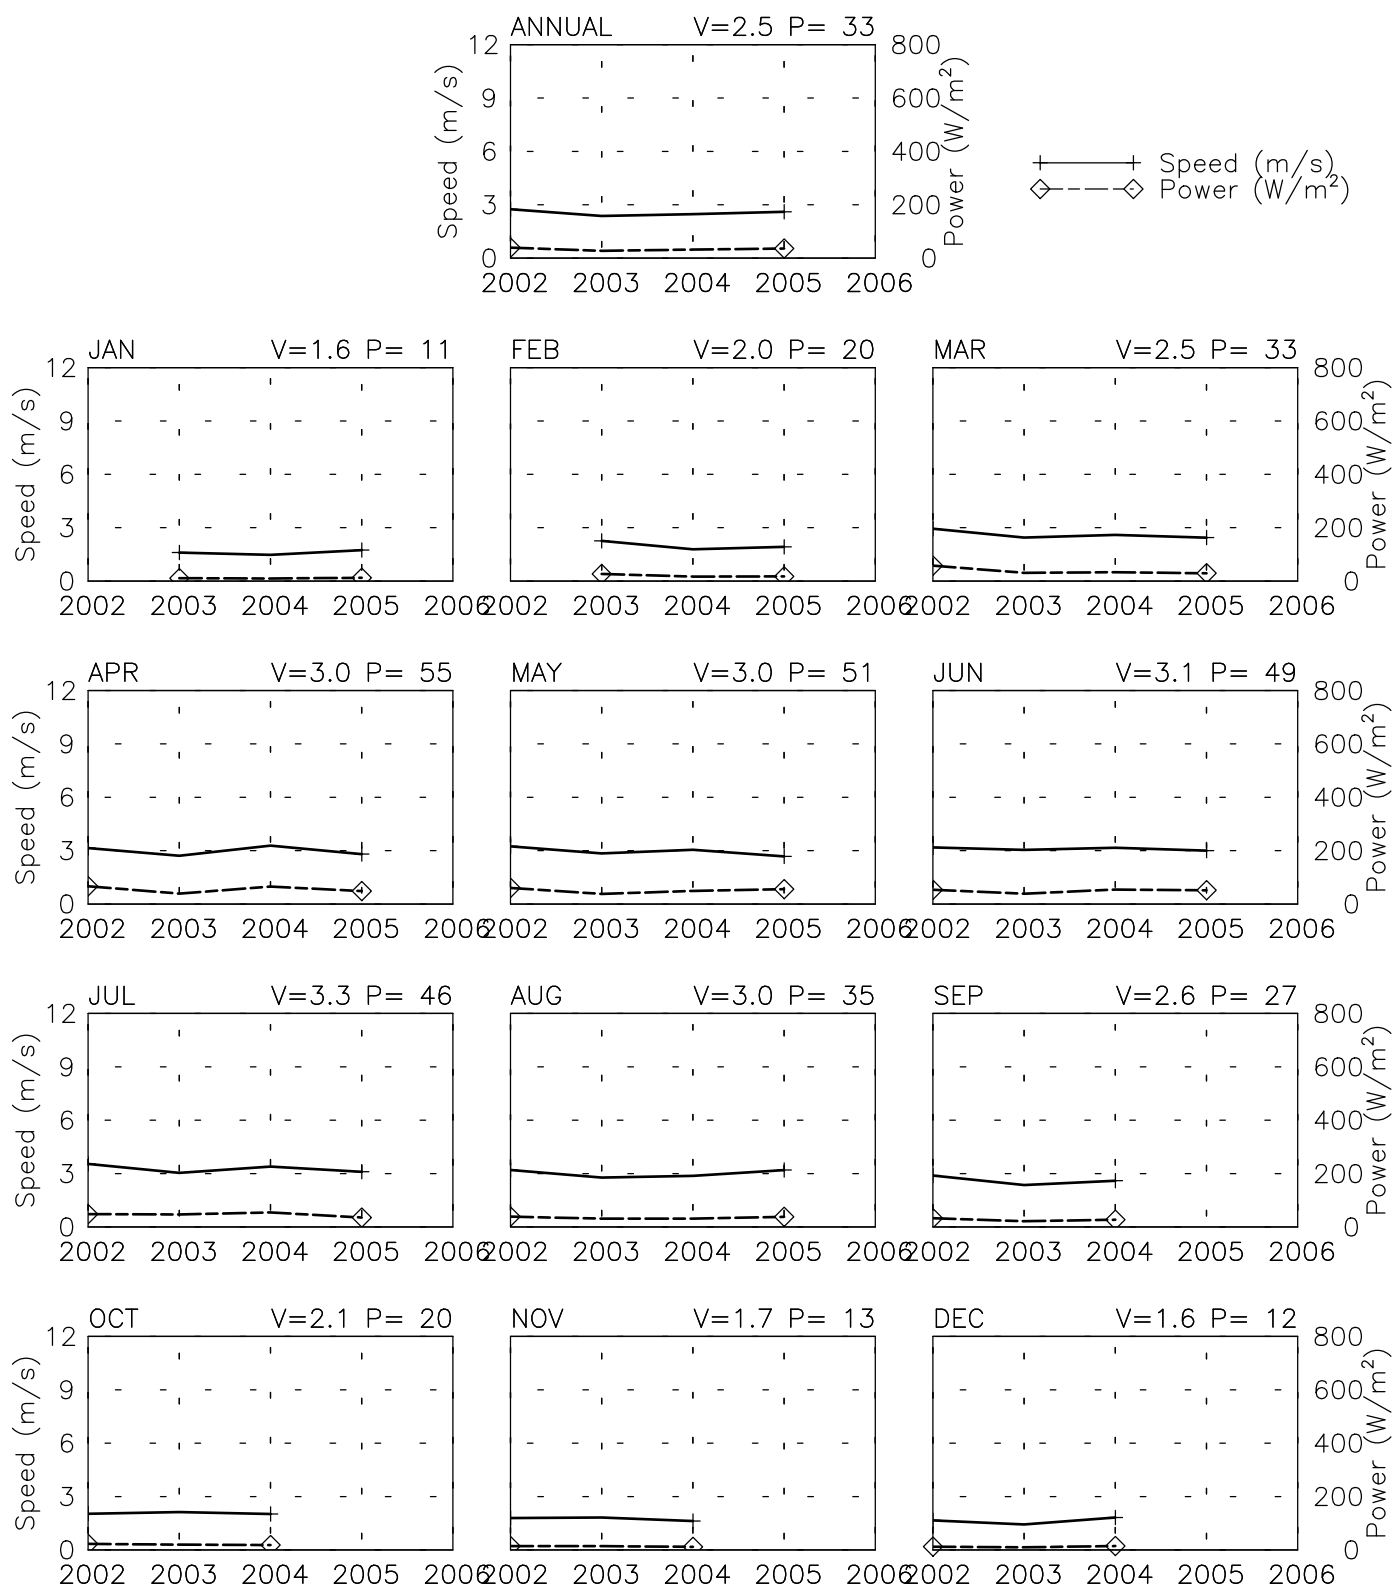 ANNUAL V=2.5 P= 33
12 800
9 600
6 400
3 200
0 0
Speed (m/s)
Power (W/m²)
2002 2003 2004 2005 2006
Speed (m/s)
Power (W/m²)
JAN V=1.6 P= 11 FEB V=2.0 P= 20 MAR V=2.5 P= 33
12 800
9 600
6 400
3 200
0 0
Speed (m/s)
Power (W/m²)
2002 2003 2004 2005 2006 2002 2003 2004 2005 2006 2002 2003 2004 2005 2006
APR V=3.0 P= 55 MAY V=3.0 P= 51 JUN V=3.1 P= 49
12 800
9 600
6 400
3 200
0 0
Speed (m/s)
Power (W/m²)
2002 2003 2004 2005 2006 2002 2003 2004 2005 2006 2002 2003 2004 2005 2006
JUL V=3.3 P= 46 AUG V=3.0 P= 35 SEP V=2.6 P= 27
12 800
9 600
6 400
3 200
0 0
Speed (m/s)
Power (W/m²)
2002 2003 2004 2005 2006 2002 2003 2004 2005 2006 2002 2003 2004 2005 2006
OCT V=2.1 P= 20 NOV V=1.7 P= 13 DEC V=1.6 P= 12
12 800
9 600
6 400
3 200
0 0
Speed (m/s)
Power (W/m²)
2002 2003 2004 2005 2006 2002 2003 2004 2005 2006 2002 2003 2004 2005 2006